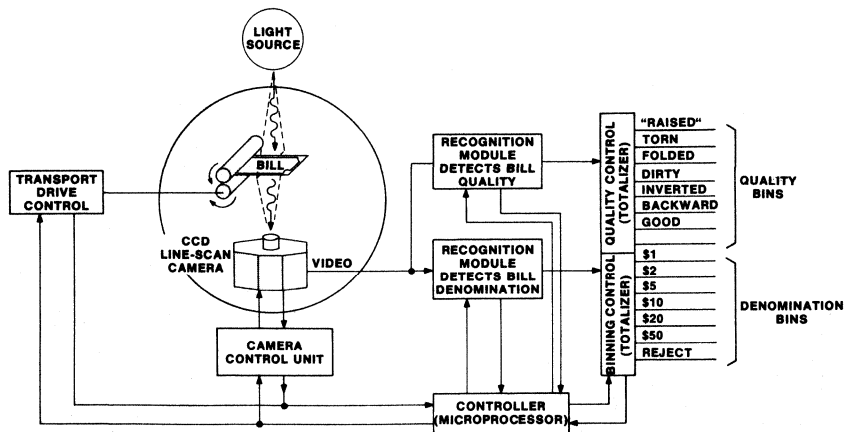 LIGHT
SOURCE
BILL
TRANSPORT
DRIVE
CONTROL
CCD
LINE-SCAN
CAMERA
VIDEO
CAMERA
CONTROL UNIT
RECOGNITION
MODULE
DETECTS BILL
QUALITY
RECOGNITION
MODULE
DETECTS BILL
DENOMINATION
CONTROLLER
(MICROPROCESSOR)
QUALITY CONTROL
(TOTALIZER)
"RAISED"
TORN
FOLDED
DIRTY
INVERTED
BACKWARD
GOOD
QUALITY
BINS
BINNING CONTROL
(TOTALIZER)
$1
$2
$5
$10
$20
$50
REJECT
DENOMINATION
BINS